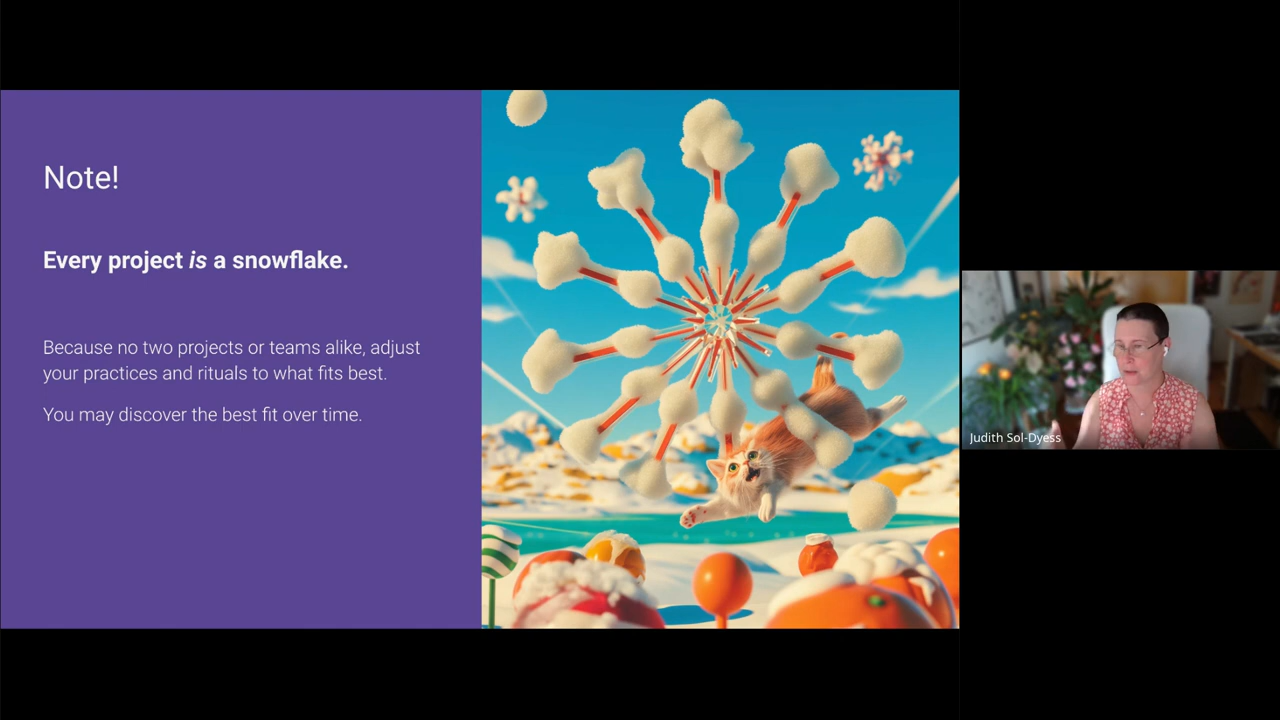 Note!
Every project is a snowflake.
Because no two projects or teams alike, adjust
your practices and rituals to what fits best.
You may discover the best fit over time.
Judith Sol-Dyess